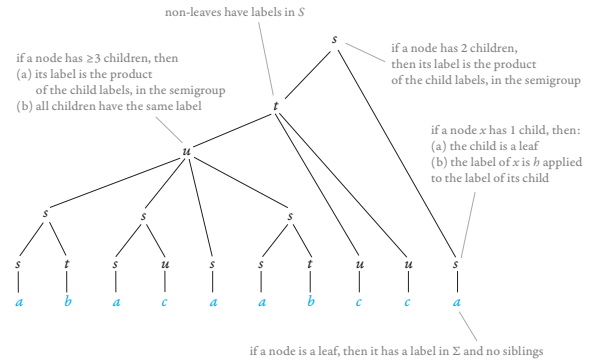 non-leaves have labels in S
s
if a node has 2 children,
then its label is the product
of the child labels, in the semigroup
if a node has ≥3 children, then
(a) its label is the product
of the child labels, in the semigroup
(b) all children have the same label
t
if a node x has 1 child, then:
(a) the child is a leaf
(b) the label of x is h applied
to the label of its child
u
s s s
s t s u s s t u u s
a b a c a a b c c a
if a node is a leaf, then it has a label in Σ and no siblings